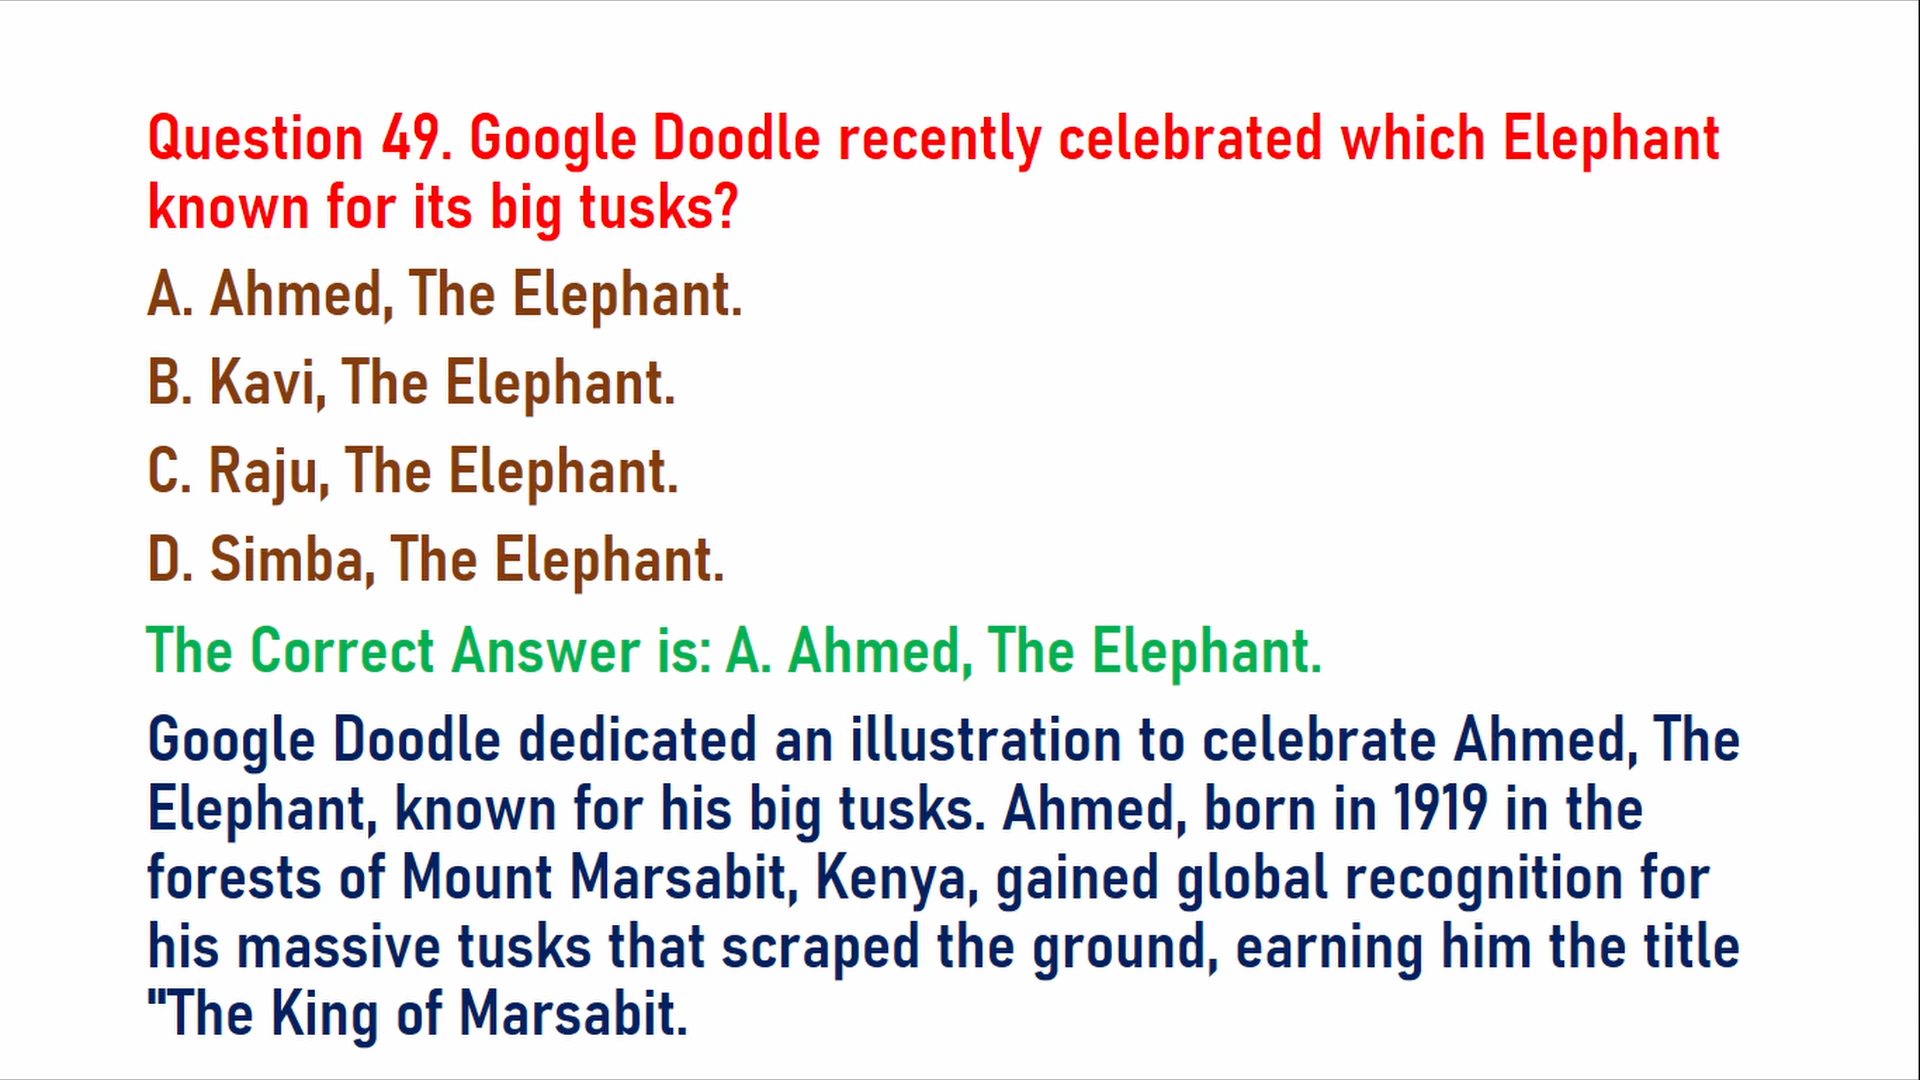 Question 49. Google Doodle recently celebrated which Elephant
known for its big tusks?
A. Ahmed, The Elephant.
B. Kavi, The Elephant.
C. Raju, The Elephant.
D. Simba, The Elephant.
The Correct Answer is: A. Ahmed, The Elephant.
Google Doodle dedicated an illustration to celebrate Ahmed, The
Elephant, known for his big tusks. Ahmed, born in 1919 in the
forests of Mount Marsabit, Kenya, gained global recognition for
his massive tusks that scraped the ground, earning him the title
"The King of Marsabit.